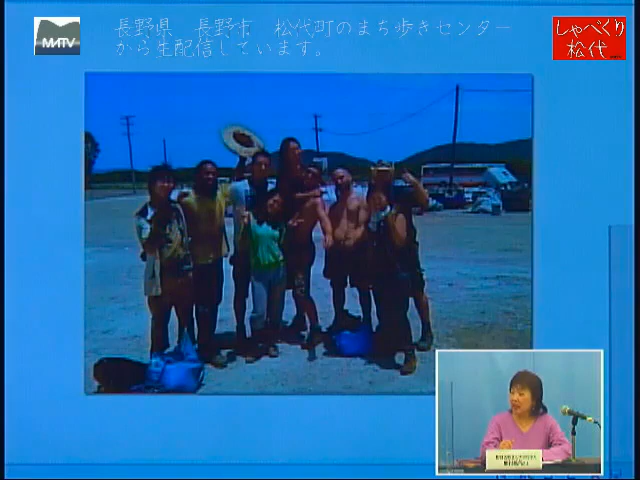 MATV
長野県　長野市　松代町のまち歩きセンター
から生配信しています。
しゃべくり
松代